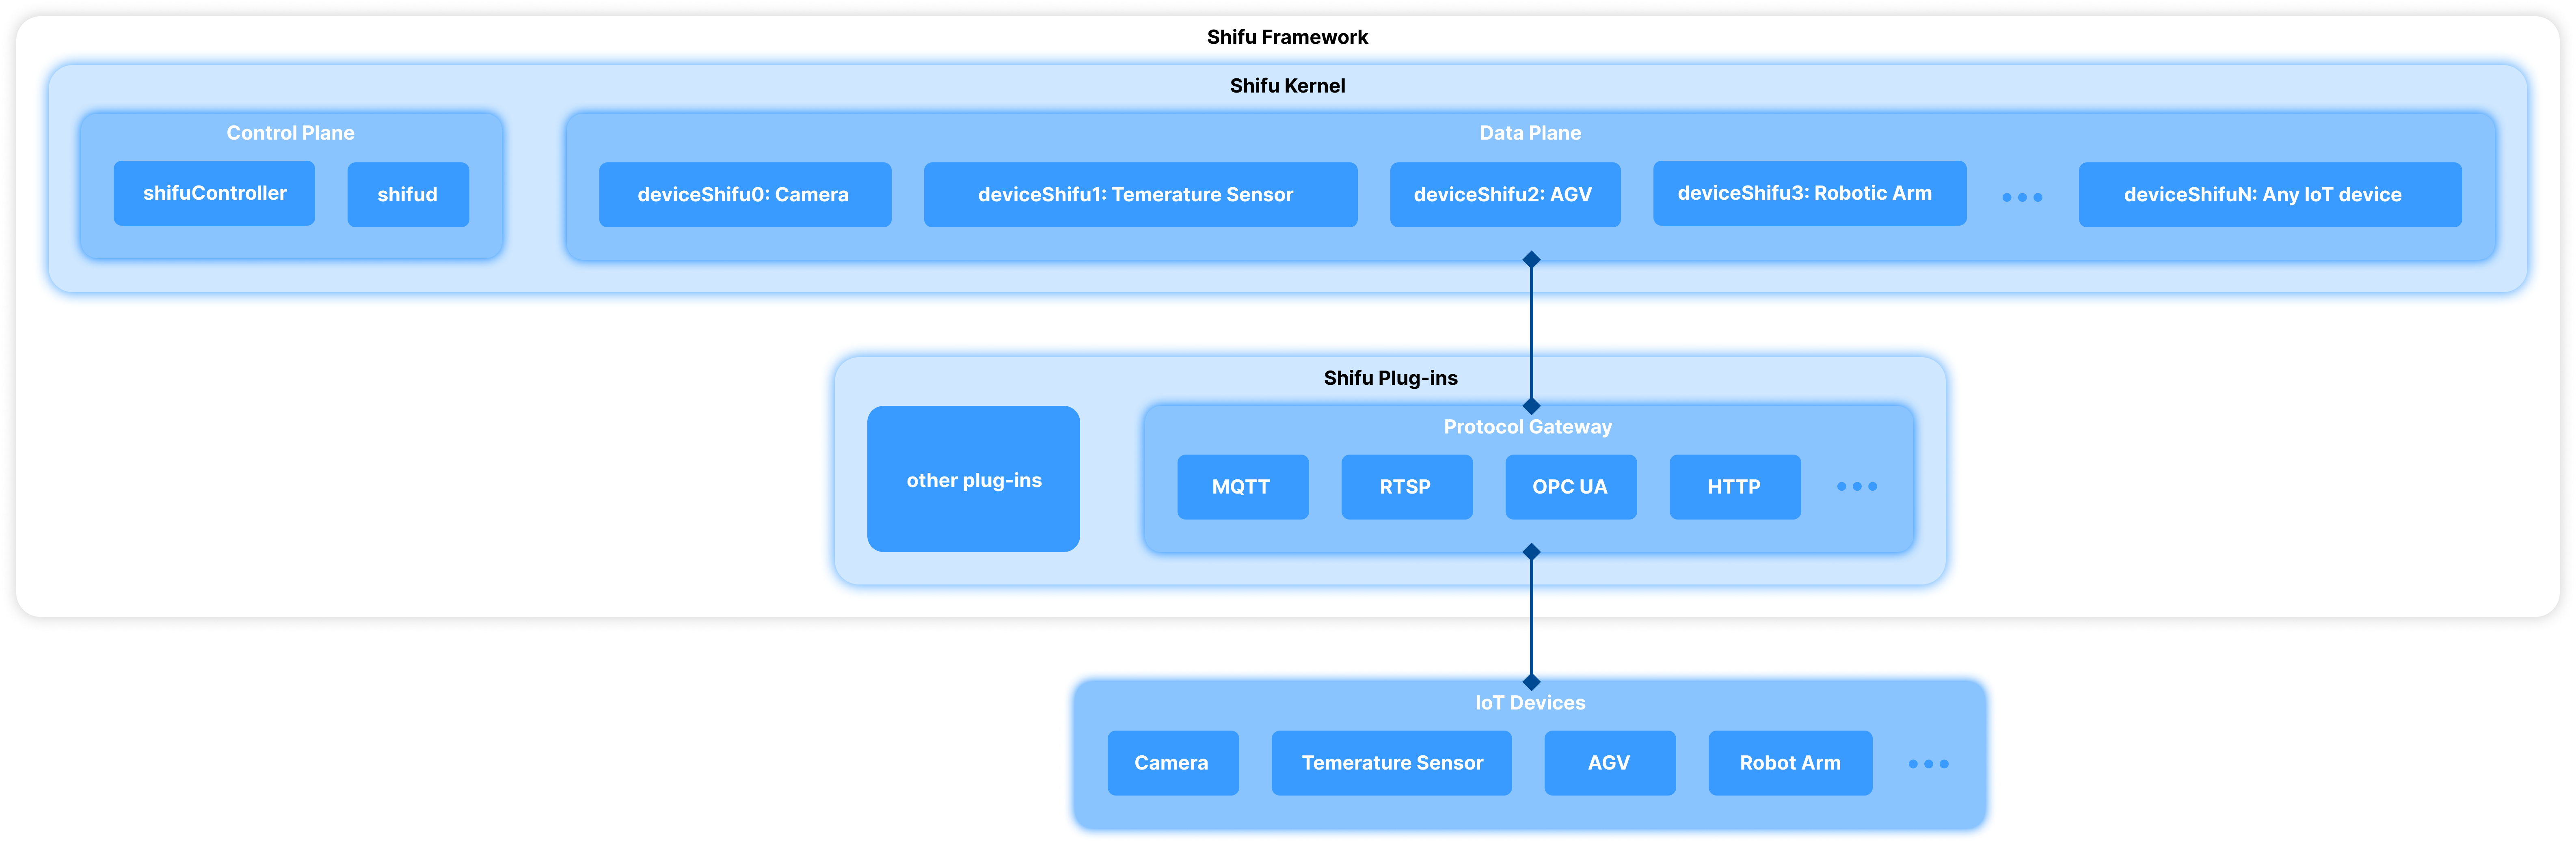 Shifu Framework
Shifu Kernel
Control Plane
shifuController
shifud
Data Plane
deviceShifu0: Camera
deviceShifu1: Temerature Sensor
deviceShifu2: AGV
deviceShifu3: Robotic Arm
deviceShifuN: Any IoT device
Shifu Plug-ins
other plug-ins
Protocol Gateway
MQTT
RTSP
OPC UA
HTTP
IoT Devices
Camera
Temerature Sensor
AGV
Robot Arm